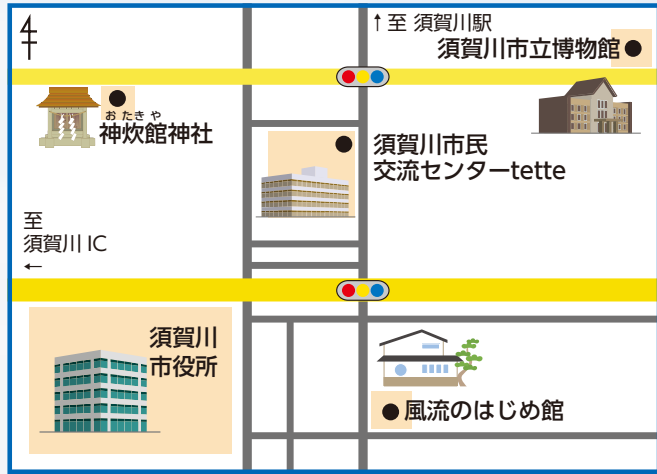 ↑至 須賀川駅
須賀川市立博物館
おたきや
神炊館神社
須賀川市民
交流センターtette
至
須賀川IC
←
須賀川
市役所
風流のはじめ館